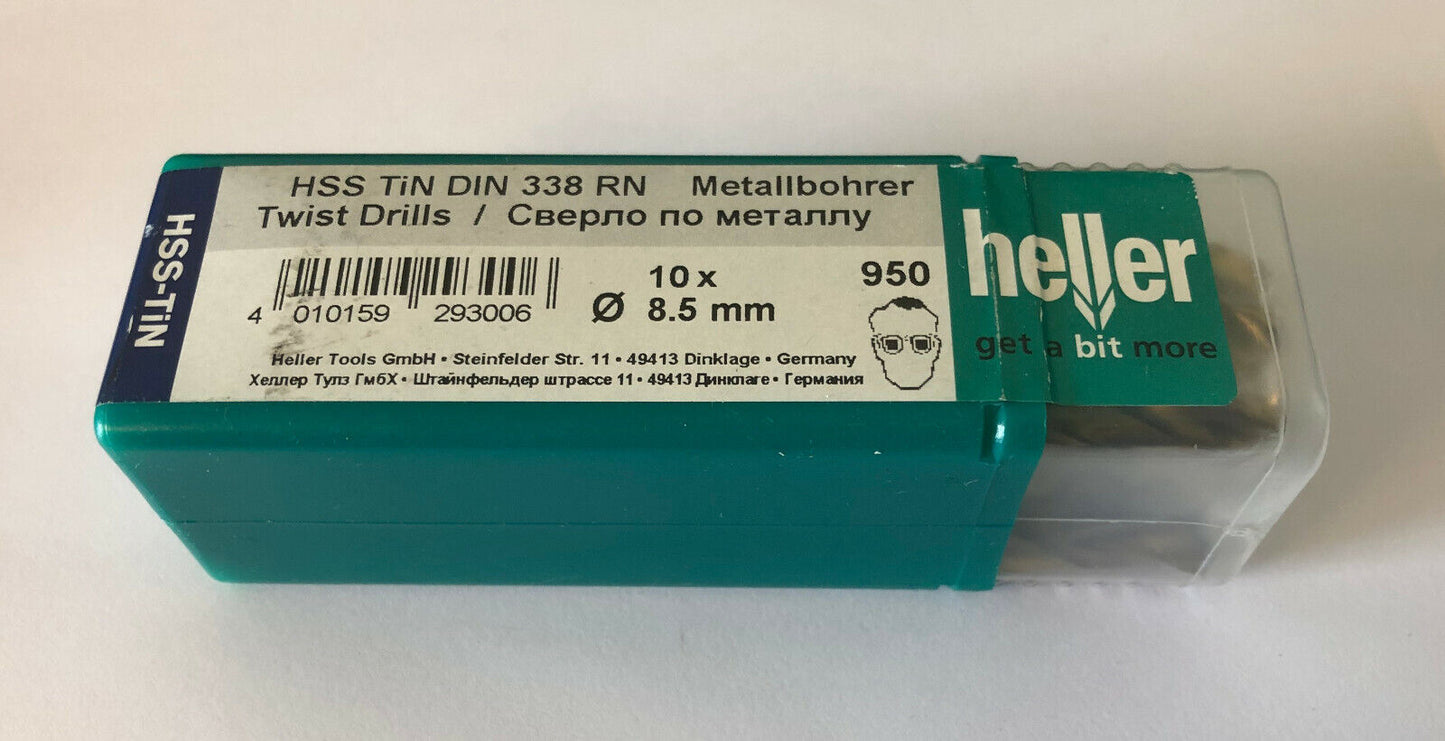 HSS-TiN
HSS TiN DIN 338 RN Metallbohrer
Twist Drills / Сверло по металлу
10 x 950
Ø 8.5 mm
4 010159 293006
Heller Tools GmbH • Steinfelder Str. 11 • 49413 Dinklage • Germany
Хеллер Тулз ГмбХ • Штайнфельдер штрассе 11 • 49413 Динклаге • Германия
heller
get a bit more